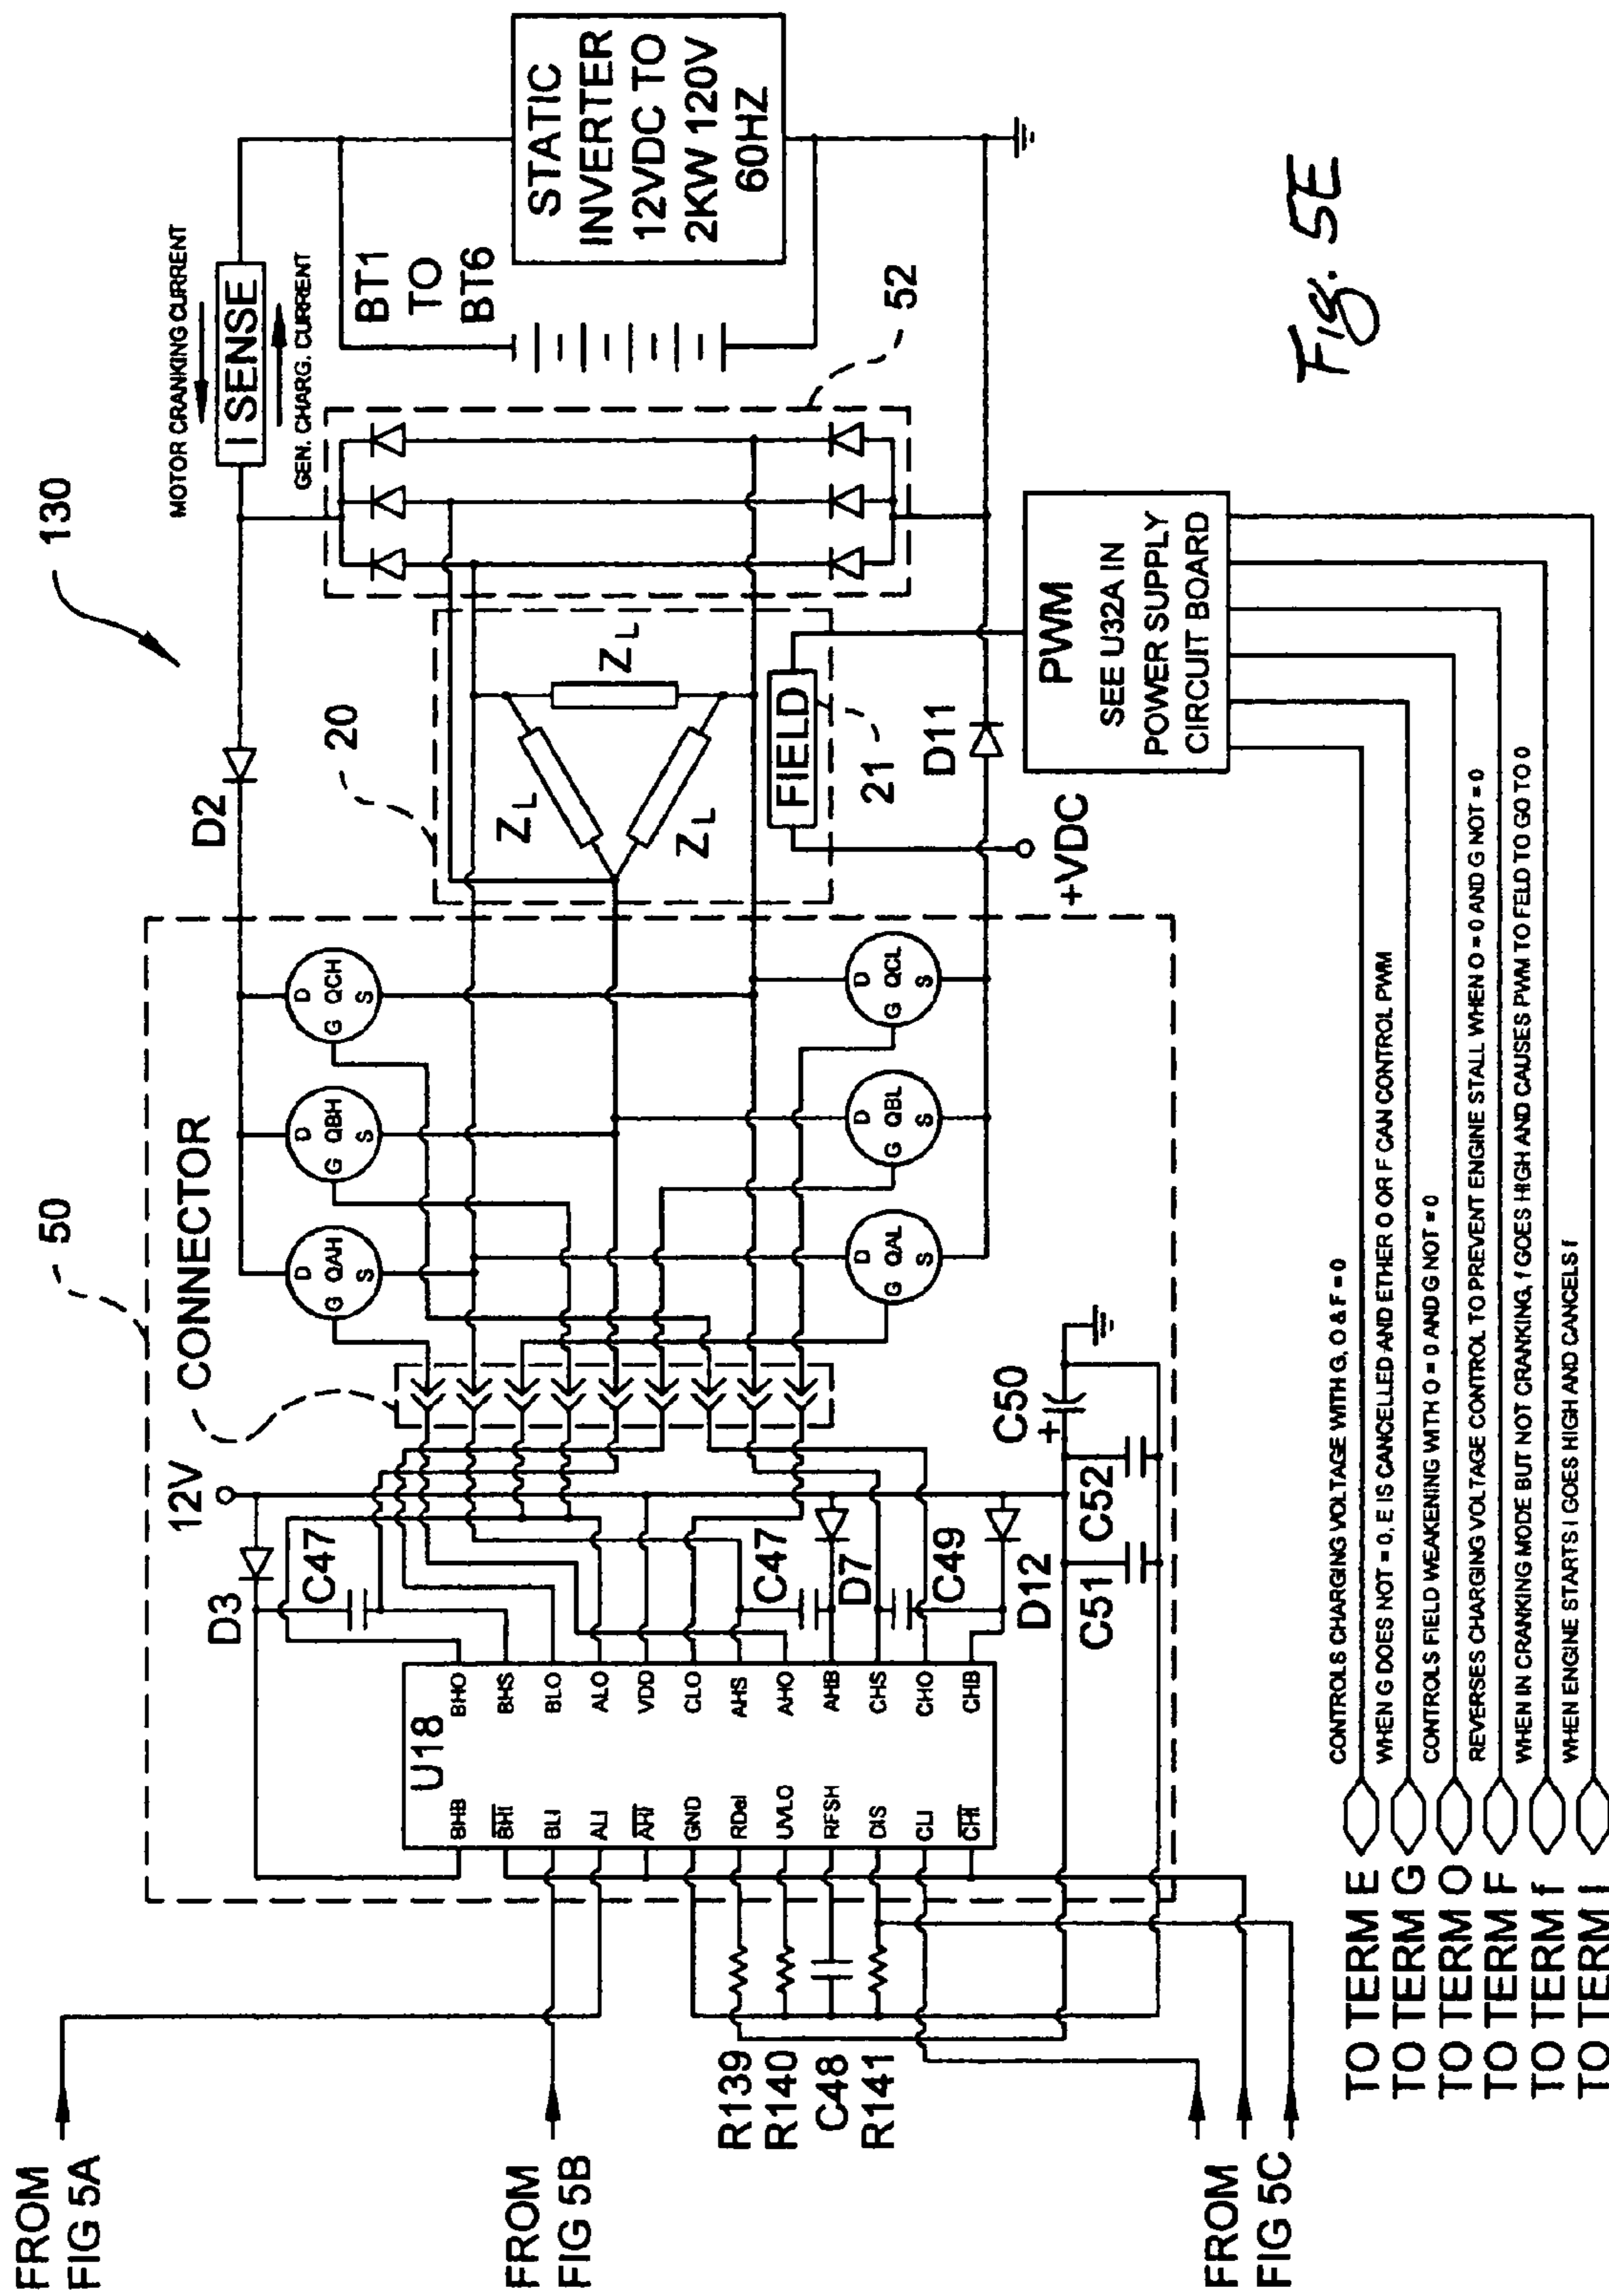 130
MOTOR CRANKING CURRENT
I SENSE
GEN. CHARG. CURRENT
BT1
TO
BT6
STATIC
INVERTER
12VDC TO
2KW 120V
60HZ
52
D2
20
Z L
Z L
Z L
FIELD
21
D11
+VDC
PWM
SEE U32A IN
POWER SUPPLY
CIRCUIT BOARD
50
CONNECTOR
D
G QAH
S
D
G QBH
S
D
G QCH
S
D
G QAL
S
D
G QBL
S
D
G QCL
S
12V
D3
C47
C47
D7
C49
D12
C50
+
C51
C52
U18
BHB
BHI
BLI
ALI
AHI
GND
RDel
UVLO
RFSH
DIS
CLI
CHI
BHO
BHS
BLO
ALO
VDD
CLO
AHS
AHO
AHB
CHS
CHO
CHB
FROM
FIG 5A
FROM
FIG 5B
R139
R140
C48
R141
FROM
FIG 5C
TO TERM E
CONTROLS CHARGING VOLTAGE WITH G, O & F = 0
TO TERM G
WHEN G DOES NOT = 0, E IS CANCELLED AND EITHER O OR F CAN CONTROL PWM
TO TERM O
CONTROLS FIELD WEAKENING WITH O = 0 AND G NOT = 0
TO TERM F
REVERSES CHARGING VOLTAGE CONTROL TO PREVENT ENGINE STALL WHEN O = 0 AND G NOT = 0
TO TERM f
WHEN IN CRANKING MODE BUT NOT CRANKING, f GOES HIGH AND CAUSES PWM TO FELD TO GO TO 0
TO TERM I
WHEN ENGINE STARTS I GOES HIGH AND CANCELS f
Fig. 5E